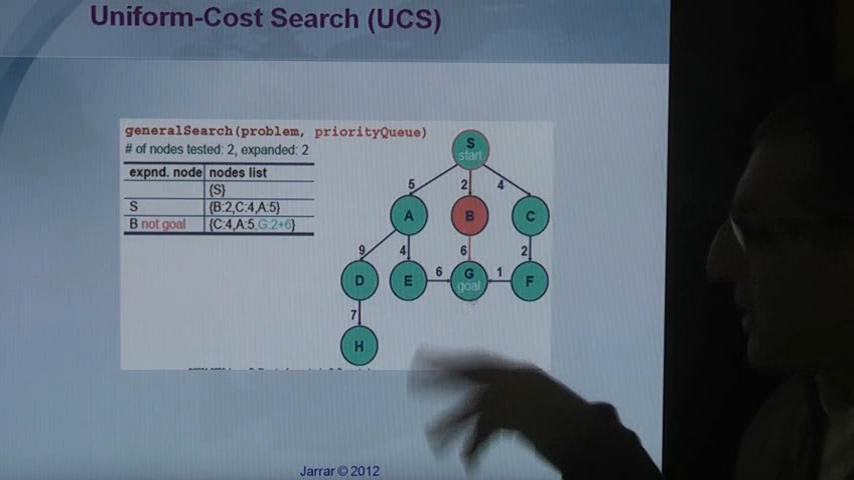 Uniform-Cost Search (UCS)
generalSearch(problem, priorityQueue)
# of nodes tested: 2, expanded: 2
expnd. node nodes list
{S}
S {B:2,C:4,A:5}
B not goal {C:4,A:5,G:2+6}
S
start
5 2 4
A B C
9 4 6 2
D E 6 G 1 F
goal
7
H
Jarrar © 2012